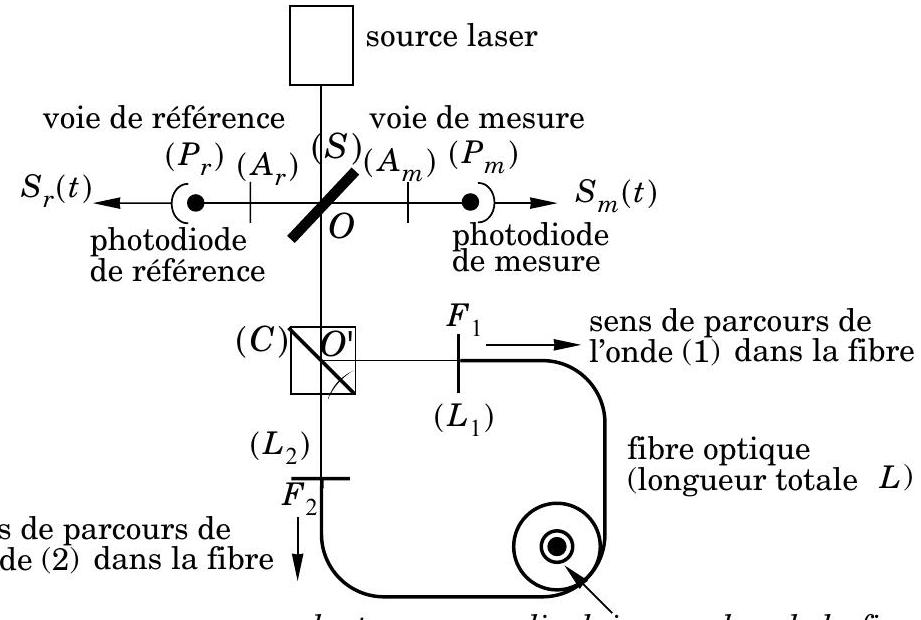 source laser
voie de référence
voie de mesure
(S)
(P_r) (A_r)
(A_m) (P_m)
S_r(t)
S_m(t)
O
photodiode
de référence
photodiode
de mesure
(C)
O'
F_1
sens de parcours de
l'onde (1) dans la fibre
(L_1)
(L_2)
F_2
fibre optique
(longueur totale L)
s de parcours de
de (2) dans la fibre